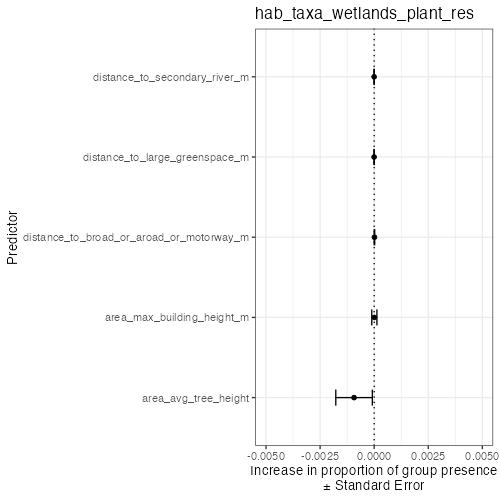 hab_taxa_wetlands_plant_res
distance_to_secondary_river_m
distance_to_large_greenspace_m
distance_to_broad_or_aroad_or_motorway_m
area_max_building_height_m
area_avg_tree_height
Predictor
-0.0050 -0.0025 0.0000 0.0025 0.0050
Increase in proportion of group presence
± Standard Error